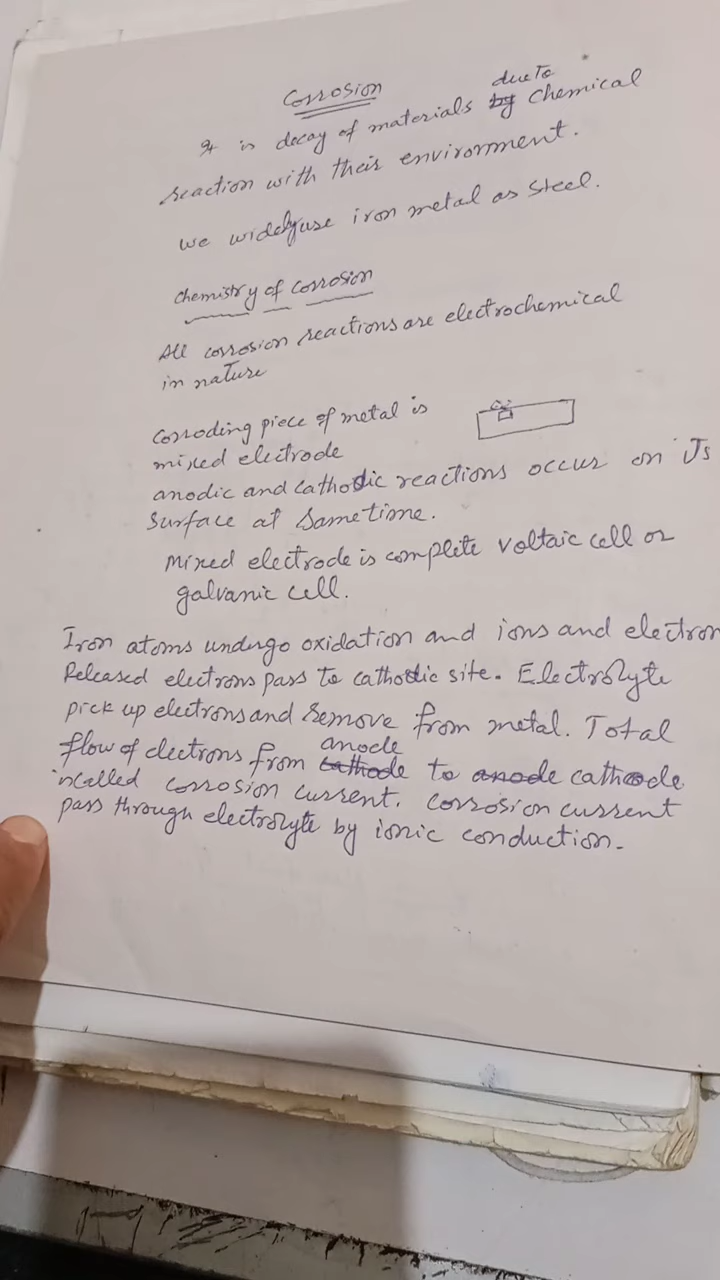 Corrosion
It is decay of materials by due to chemical
reaction with their environment.
we widely use iron metal as steel.
chemistry of corrosion
All corrosion reactions are electrochemical
in nature
Corroding piece of metal is
mixed electrode
anodic and cathodic reactions occur on Its
surface at sametime.
Mixed electrode is complete voltaic cell or
galvanic cell.
Iron atoms undergo oxidation and ions and electron
Released electrons pass to cathodic site. Electrolyte
pick up electrons and remove from metal. Total
flow of electrons from cathode anode to anode cathode
is called corrosion current. corrosion current
pass through electrolyte by ionic conduction.